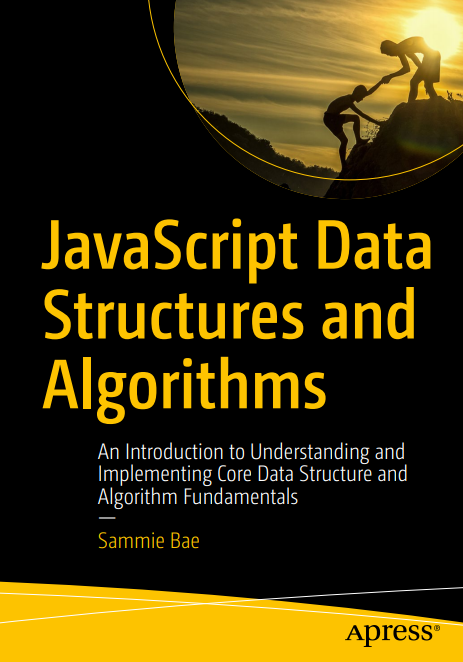 JavaScript Data
Structures and
Algorithms
An Introduction to Understanding and
Implementing Core Data Structure and
Algorithm Fundamentals
—
Sammie Bae
Apress®